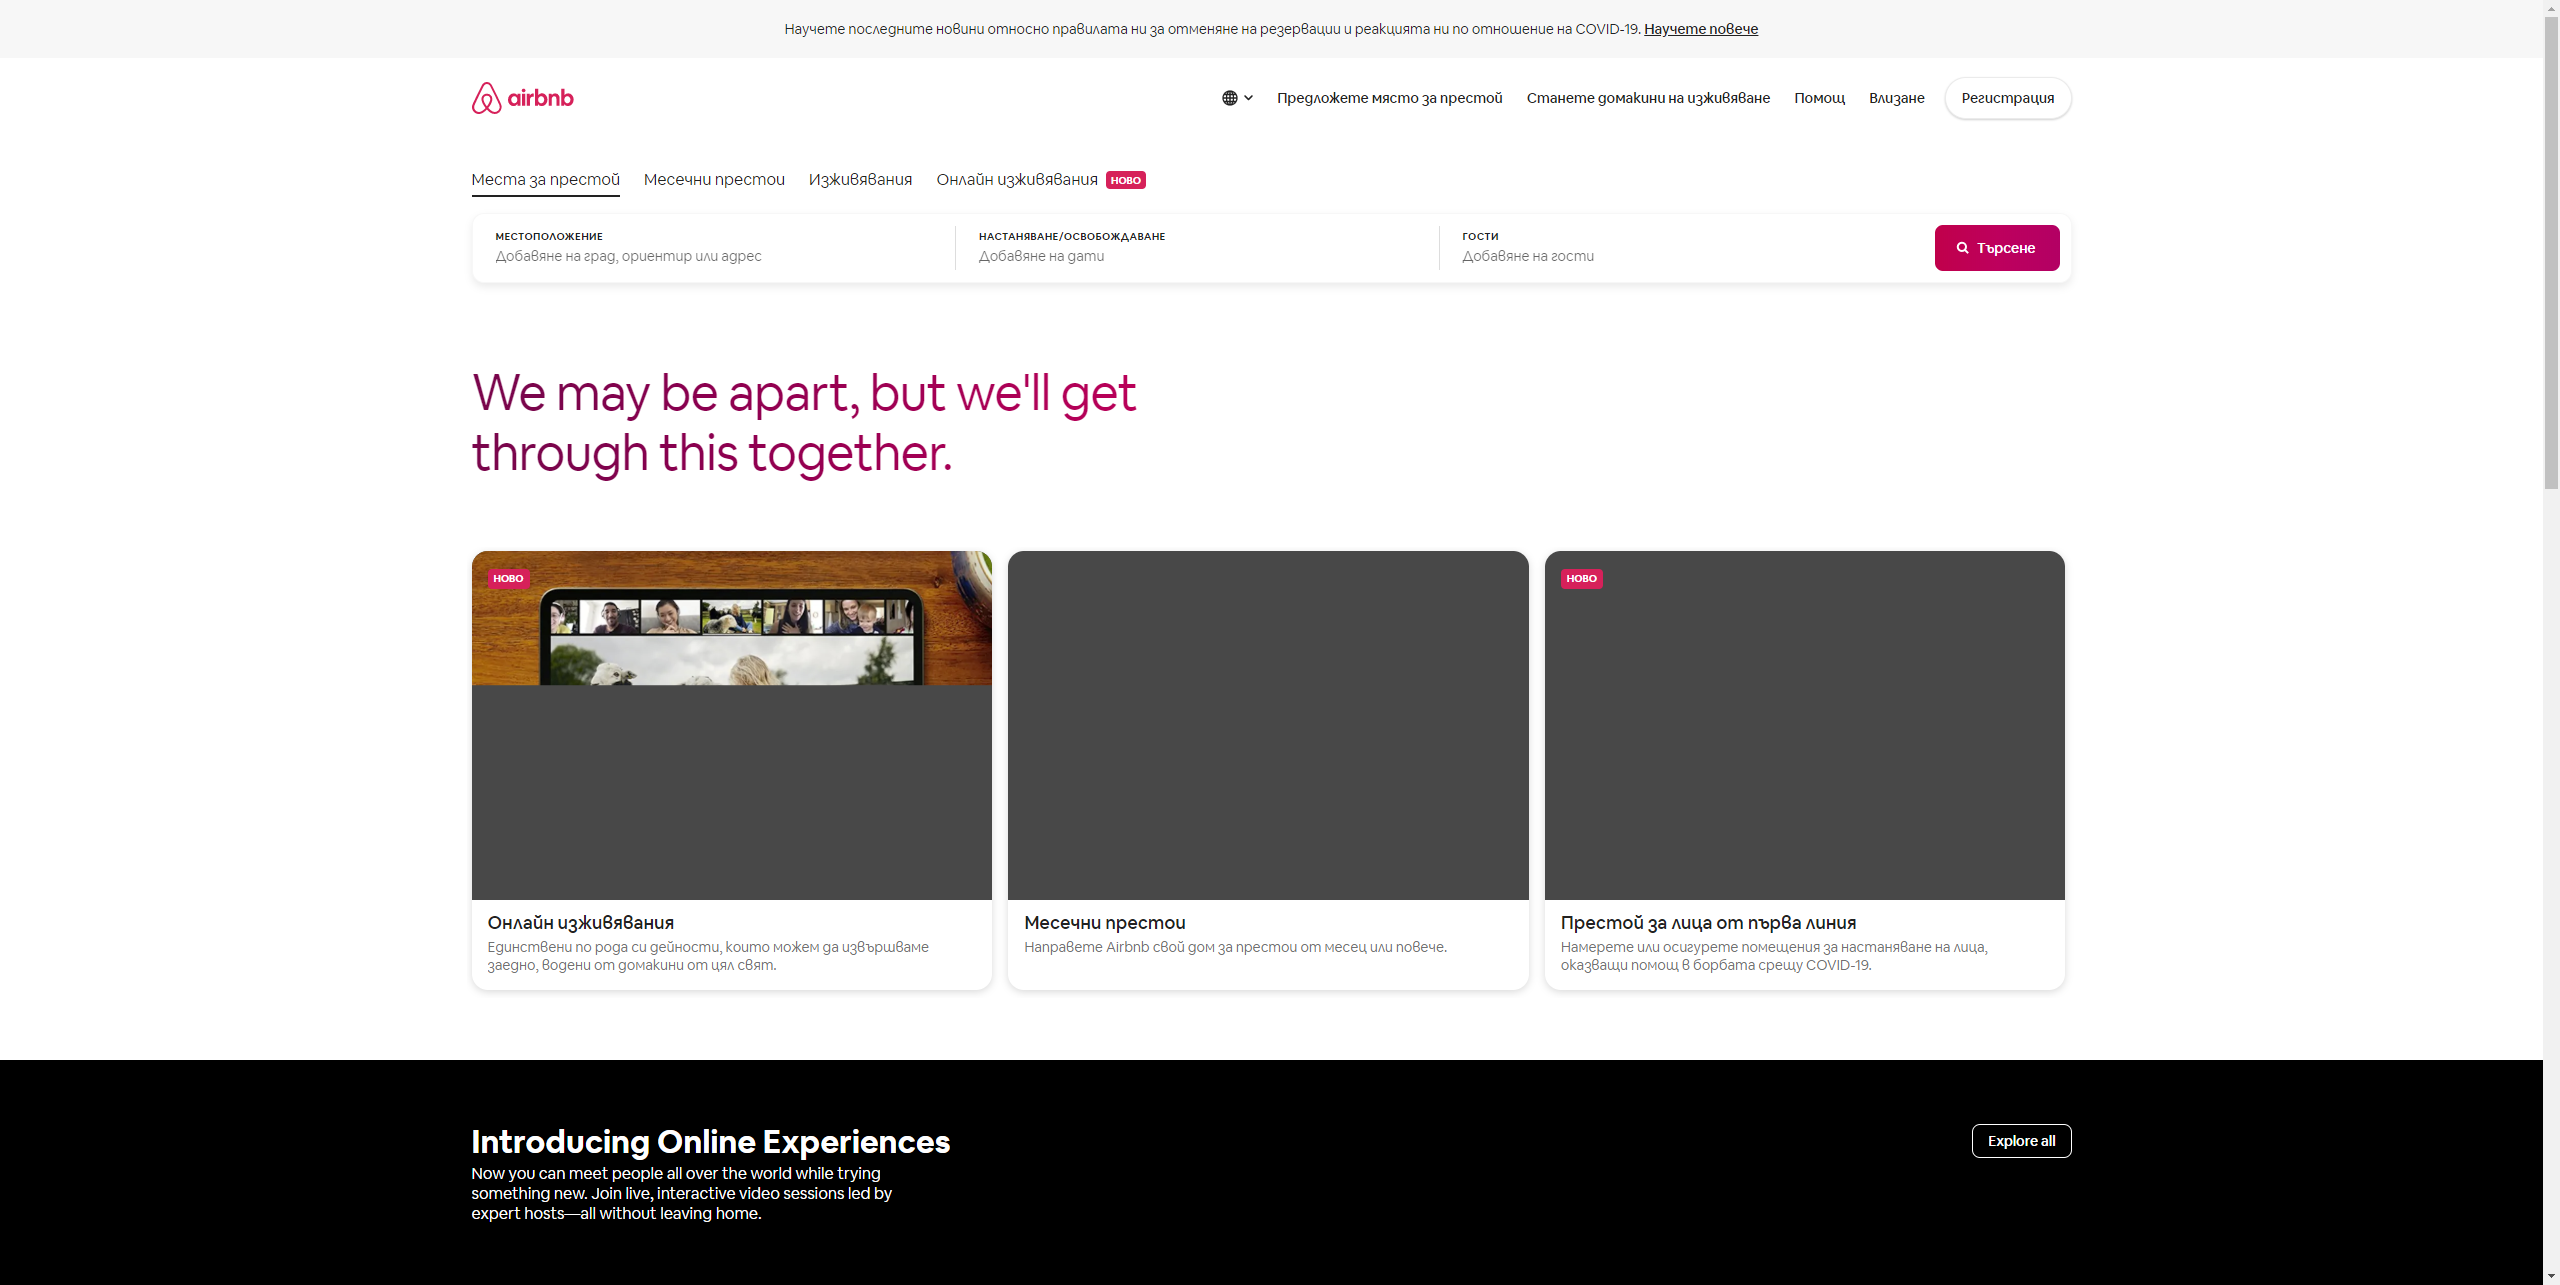 Научете последните новини относно правилата ни за отменяне на резервации и реакцията ни по отношение на COVID-19. Научете повече
airbnb
Предложете място за престой Станете домакини на изживяване Помощ Влизане Регистрация
Места за престой Месечни престои Изживявания Онлайн изживявания НОВО
МЕСТОПОЛОЖЕНИЕ НАСТАНЯВАНЕ/ОСВОБОЖДАВАНЕ ГОСТИ
Добавяне на град, ориентир или адрес Добавяне на дати Добавяне на гости
Търсене
We may be apart, but we'll get
through this together.
НОВО
НОВО
Онлайн изживявания
Единствени по рода си дейности, които можем да извършваме
заедно, водени от домакини от цял свят.
Месечни престои
Направете Airbnb свой дом за престои от месец или повече.
Престой за лица от първа линия
Намерете или осигурете помещения за настаняване на лица,
оказващи помощ в борбата срещу COVID-19.
Introducing Online Experiences
Explore all
Now you can meet people all over the world while trying
something new. Join live, interactive video sessions led by
expert hosts—all without leaving home.